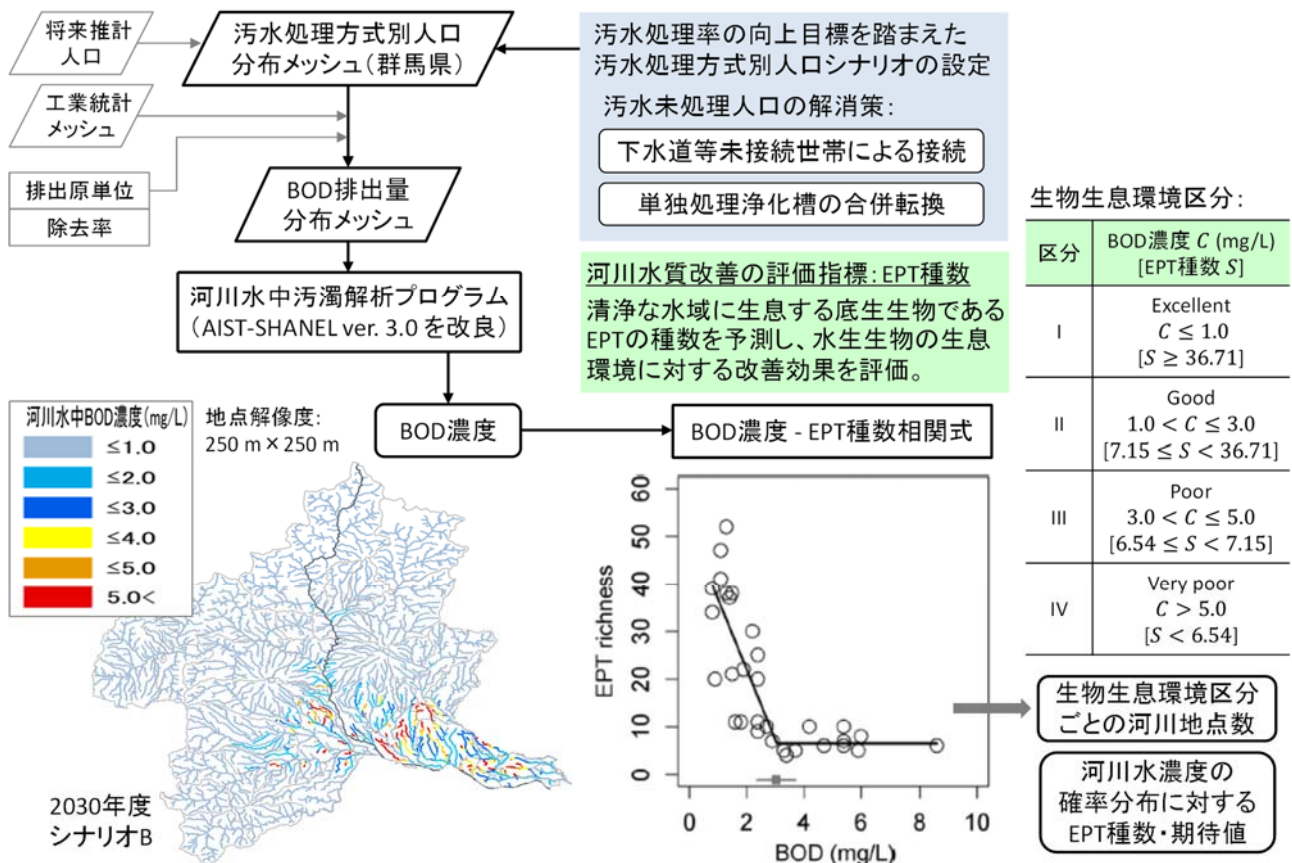 将来推計
人口
汚水処理方式別人口
分布メッシュ(群馬県)
汚水処理率の向上目標を踏まえた
汚水処理方式別人口シナリオの設定
汚水未処理人口の解消策:
下水道等未接続世帯による接続
単独処理浄化槽の合併転換
工業統計
メッシュ
排出原単位
除去率
BOD排出量
分布メッシュ
河川水中汚濁解析プログラム
(AIST-SHANEL ver. 3.0 を改良)
河川水質改善の評価指標:EPT種数
清浄な水域に生息する底生生物である
EPTの種数を予測し、水生生物の生息
環境に対する改善効果を評価。
BOD濃度
BOD濃度 - EPT種数相関式
生物生息環境区分:
区分
BOD濃度 C (mg/L)
[EPT種数 S]
I
Excellent
C ≤ 1.0
[S ≥ 36.71]
II
Good
1.0 < C ≤ 3.0
[7.15 ≤ S < 36.71]
III
Poor
3.0 < C ≤ 5.0
[6.54 ≤ S < 7.15]
IV
Very poor
C > 5.0
[S < 6.54]
河川水中BOD濃度(mg/L)
≤1.0
≤2.0
≤3.0
≤4.0
≤5.0
5.0<
地点解像度:
250 m × 250 m
2030年度
シナリオB
EPT richness
60
50
40
30
20
10
0
0 2 4 6 8 10
BOD (mg/L)
生物生息環境区分
ごとの河川地点数
河川水濃度の
確率分布に対する
EPT種数・期待値